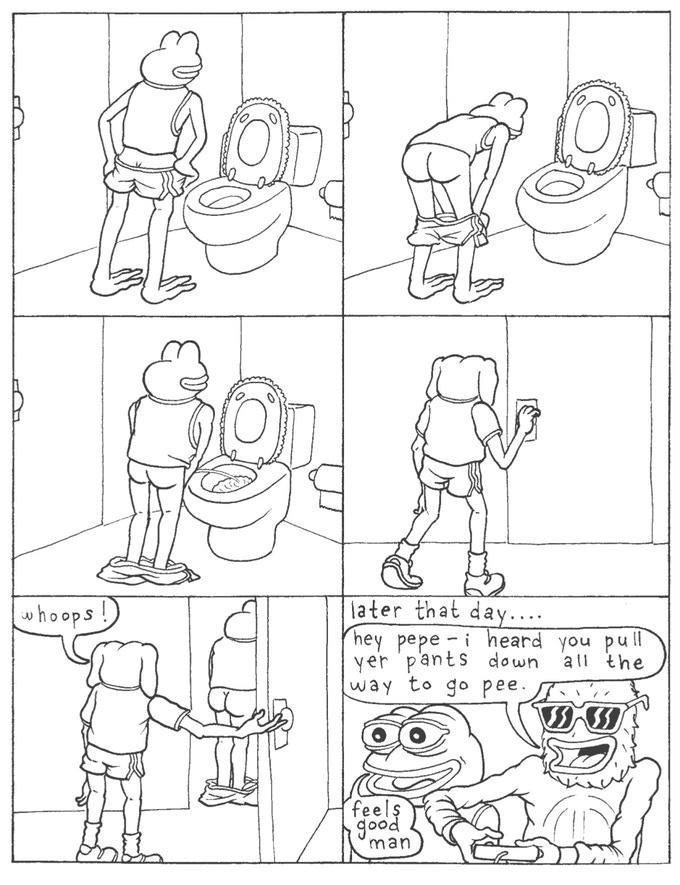 whoops!
later that day....
hey pepe - i heard you pull
yer pants down all the
way to go pee.
feels
good
man